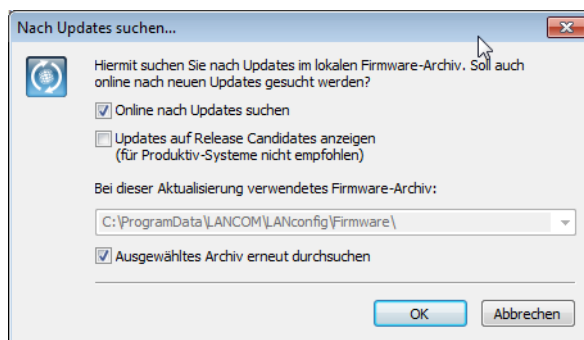 Nach Updates suchen...
Hiermit suchen Sie nach Updates im lokalen Firmware-Archiv. Soll auch
online nach neuen Updates gesucht werden?
Online nach Updates suchen
Updates auf Release Candidates anzeigen
(für Produktiv-Systeme nicht empfohlen)
Bei dieser Aktualisierung verwendetes Firmware-Archiv:
C:\ProgramData\LANCOM\LANconfig\Firmware\
Ausgewähltes Archiv erneut durchsuchen
OK Abbrechen